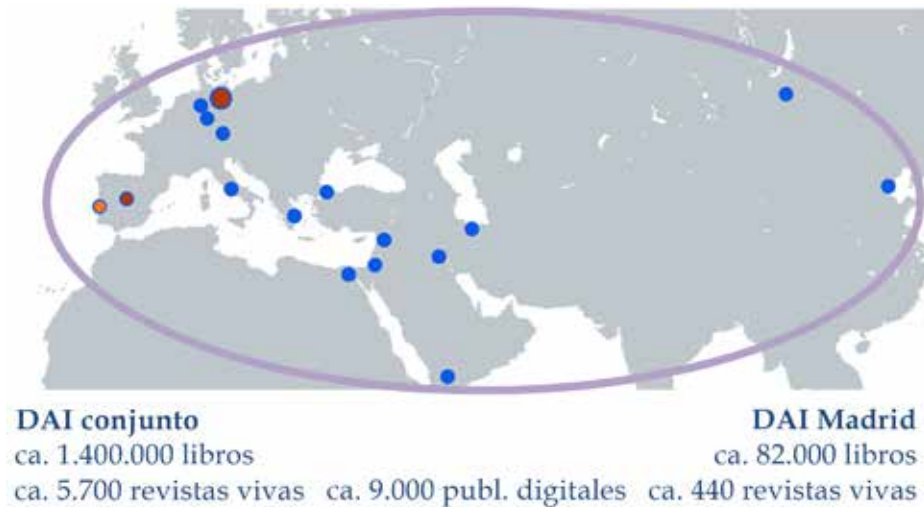 DAI conjunto DAI Madrid
ca. 1.400.000 libros ca. 82.000 libros
ca. 5.700 revistas vivas ca. 9.000 publ. digitales ca. 440 revistas vivas